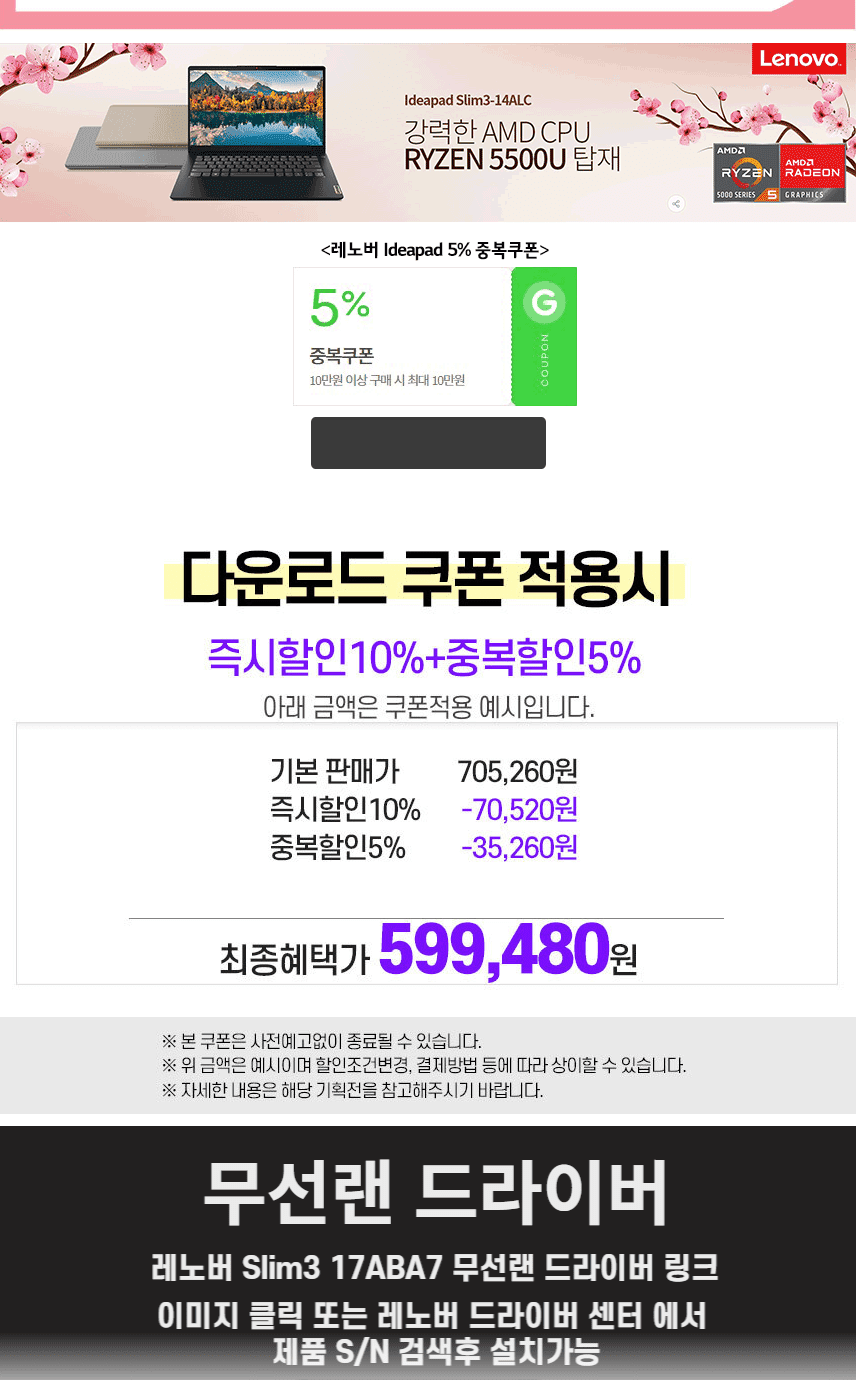 Lenovo.
Ideapad Slim3-14ALC
강력한 AMD CPU
RYZEN 5500U 탑재
AMD
RYZEN
5000 SERIES 5
AMD
RADEON
GRAPHICS
<레노버 Ideapad 5% 중복쿠폰>
5%
중복쿠폰
10만원 이상 구매 시 최대 10만원
G
COUPON
다운로드 쿠폰 적용시
즉시할인10%+중복할인5%
아래 금액은 쿠폰적용 예시입니다.
기본 판매가 705,260원
즉시할인10% -70,520원
중복할인5% -35,260원
최종혜택가 599,480원
※ 본 쿠폰은 사전예고없이 종료될 수 있습니다.
※ 위 금액은 예시이며 할인조건변경, 결제방법 등에 따라 상이할 수 있습니다.
※ 자세한 내용은 해당 기획전을 참고해주시기 바랍니다.
무선랜 드라이버
레노버 Slim3 17ABA7 무선랜 드라이버 링크
이미지 클릭 또는 레노버 드라이버 센터 에서
제품 S/N 검색후 설치가능